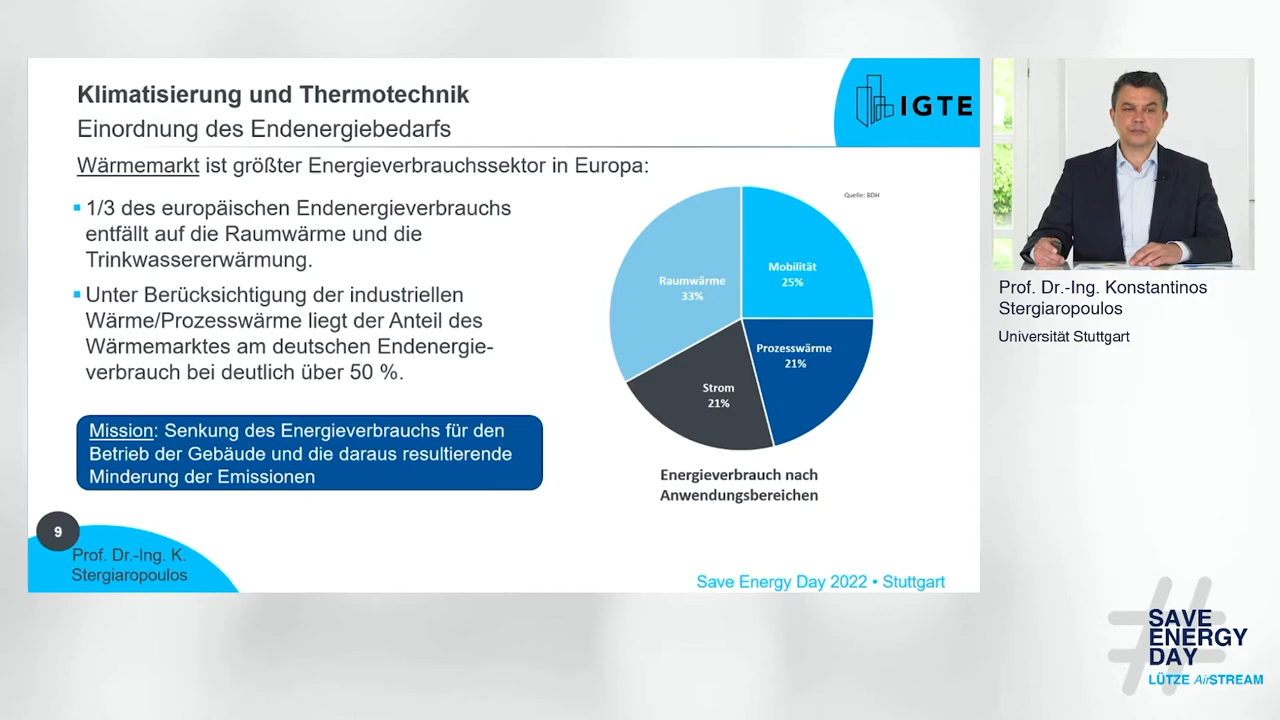 Klimatisierung und Thermotechnik
Einordnung des Endenergiebedarfs
IGTE
Wärmemarkt ist größter Energieverbrauchssektor in Europa:
1/3 des europäischen Endenergieverbrauchs
entfällt auf die Raumwärme und die
Trinkwassererwärmung.
Unter Berücksichtigung der industriellen
Wärme/Prozesswärme liegt der Anteil des
Wärmemarktes am deutschen Endenergie-
verbrauch bei deutlich über 50 %.
Mission: Senkung des Energieverbrauchs für den
Betrieb der Gebäude und die daraus resultierende
Minderung der Emissionen
Quelle: BDH
Mobilität
25%
Raumwärme
33%
Prozesswärme
21%
Strom
21%
Energieverbrauch nach
Anwendungsbereichen
9
Prof. Dr.-Ing. K.
Stergiaropoulos
Save Energy Day 2022 • Stuttgart
Prof. Dr.-Ing. Konstantinos
Stergiaropoulos
Universität Stuttgart
#
SAVE
ENERGY
DAY
LÜTZE AirSTREAM